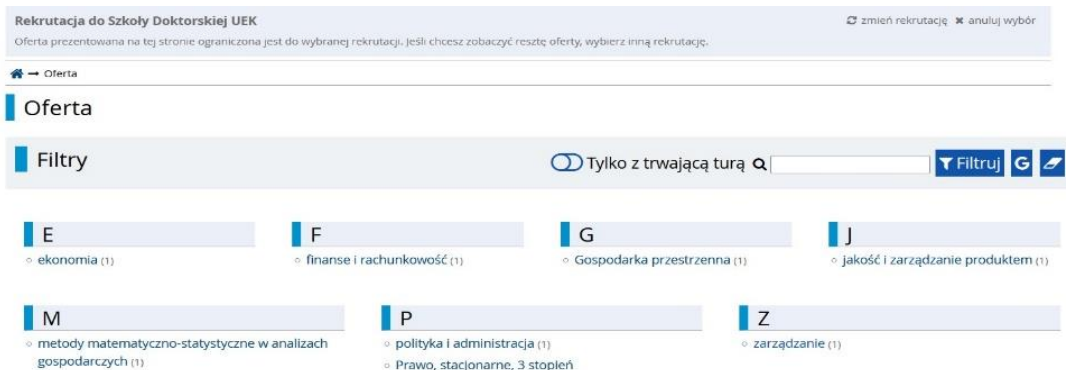 Rekrutacja do Szkoły Doktorskiej UEK
zmień rekrutację anuluj wybór
Oferta prezentowana na tej stronie ograniczona jest do wybranej rekrutacji. Jeśli chcesz zobaczyć resztę oferty, wybierz inną rekrutację.
→ Oferta
Oferta
Filtry
Tylko z trwającą turą
Filtruj G
E
ekonomia (1)
F
finanse i rachunkowość (1)
G
Gospodarka przestrzenna (1)
J
jakość i zarządzanie produktem (1)
M
metody matematyczno-statystyczne w analizach
gospodarczych (1)
P
polityka i administracja (1)
Prawo, stacjonarne, 3 stopień
Z
zarządzanie (1)